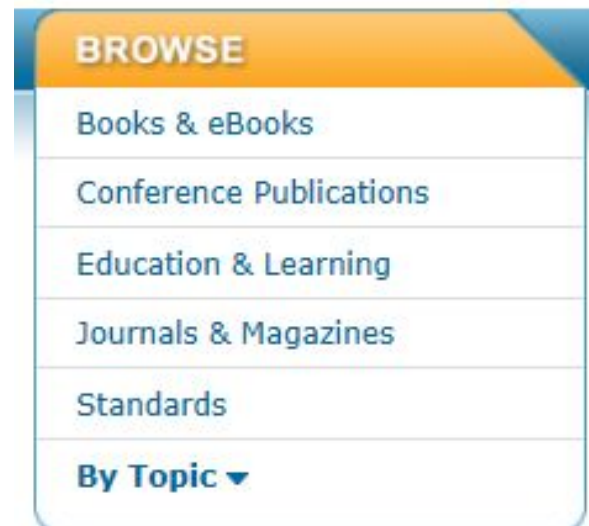 BROWSE
Books & eBooks
Conference Publications
Education & Learning
Journals & Magazines
Standards
By Topic